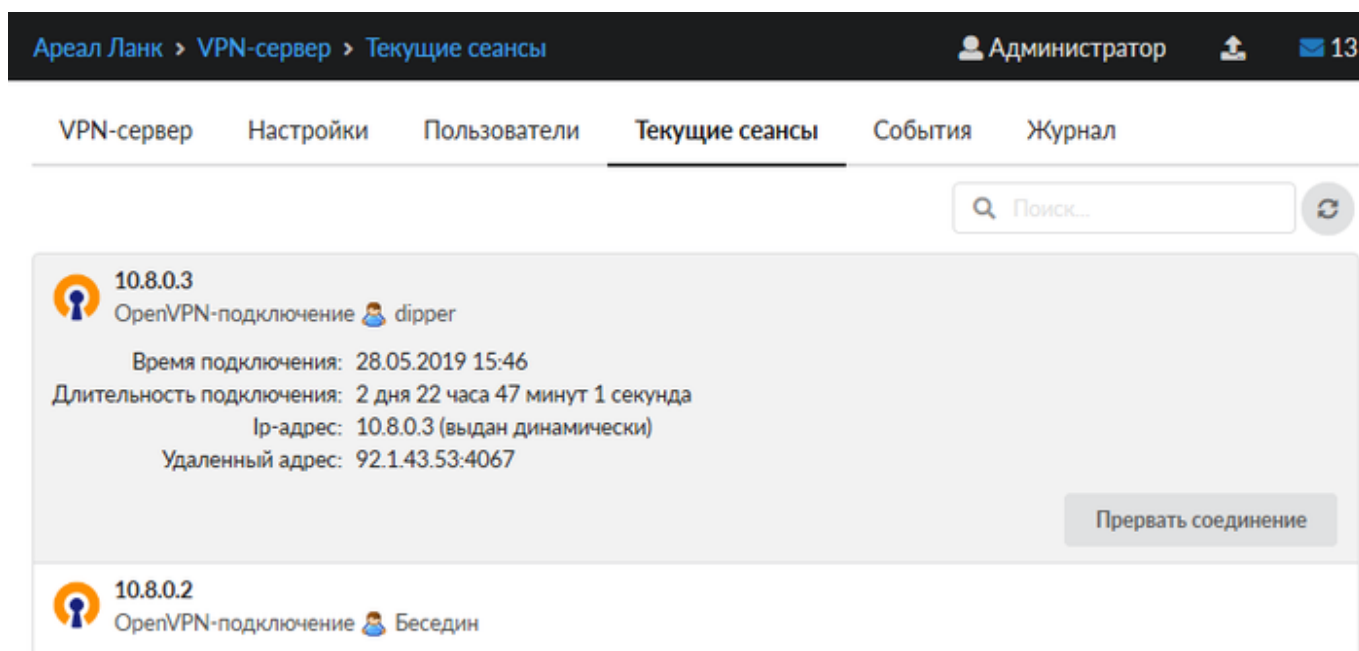 Ареал Ланк > VPN-сервер > Текущие сеансы Администратор 13
VPN-сервер Настройки Пользователи Текущие сеансы События Журнал
Поиск...
10.8.0.3
OpenVPN-подключение dipper
Время подключения: 28.05.2019 15:46
Длительность подключения: 2 дня 22 часа 47 минут 1 секунда
Ip-адрес: 10.8.0.3 (выдан динамически)
Удаленный адрес: 92.1.43.53:4067
Прервать соединение
10.8.0.2
OpenVPN-подключение Беседин